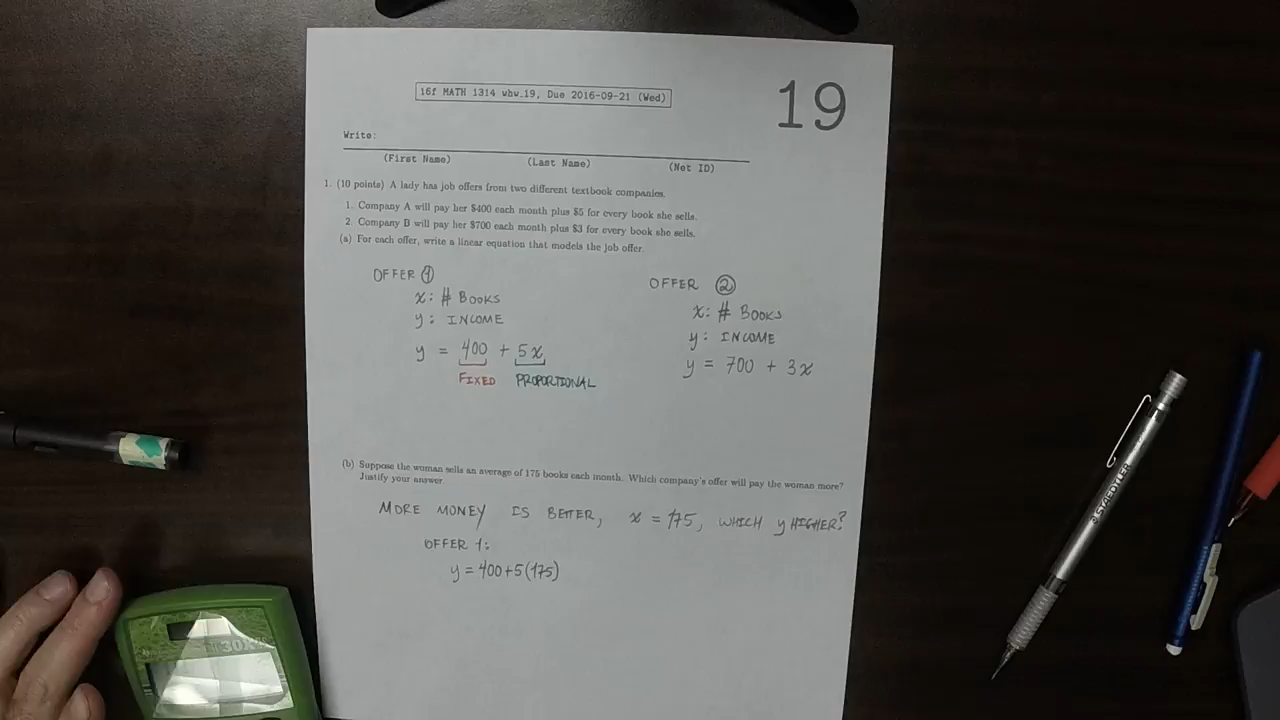 16f MATH 1314 whw_19, Due 2016-09-21 (Wed)
19
Write:
(First Name) (Last Name) (Net ID)
1. (10 points) A lady has job offers from two different textbook companies.
1. Company A will pay her $400 each month plus $5 for every book she sells.
2. Company B will pay her $700 each month plus $3 for every book she sells.
(a) For each offer, write a linear equation that models the job offer.
OFFER 1
x: # BOOKS
y: INCOME
y = 400 + 5x
FIXED PROPORTIONAL
OFFER 2
x: # BOOKS
y: INCOME
y = 700 + 3x
(b) Suppose the woman sells an average of 175 books each month. Which company's offer will pay the woman more?
Justify your answer.
MORE MONEY IS BETTER, x = 175, WHICH y HIGHER?
OFFER 1:
y = 400+5(175)
30X
STAEDTLER